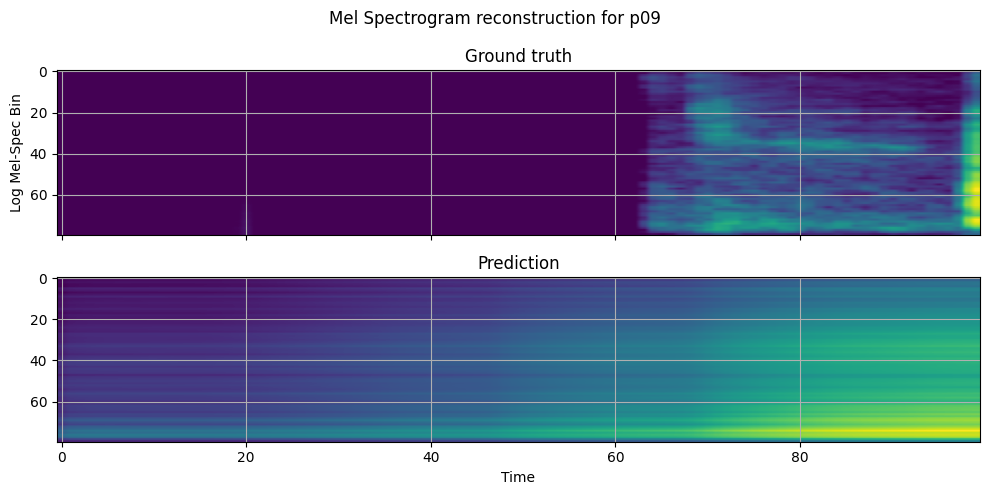 Mel Spectrogram reconstruction for p09
Ground truth
0
20
40
60
Log Mel-Spec Bin
Prediction
0
20
40
60
0 20 40 60 80
Time